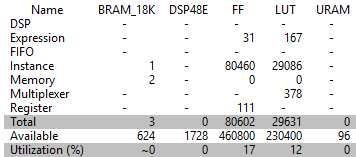 Name BRAM_18K DSP48E FF LUT URAM
DSP - - - - -
Expression - - 31 167 -
FIFO - - - - -
Instance 1 - 80460 29086 -
Memory 2 - 0 0 -
Multiplexer - - - 378 -
Register - - 111 - -
Total 3 0 80602 29631 0
Available 624 1728 460800 230400 96
Utilization (%) ~0 0 17 12 0